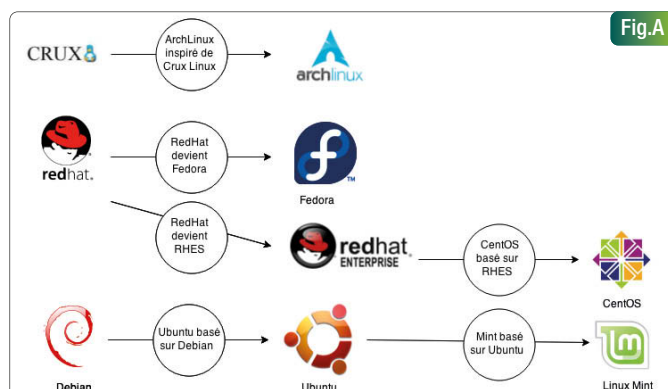 Fig.A
CRUX
ArchLinux
inspiré de
Crux Linux
archlinux
redhat.
RedHat
devient
Fedora
TM
Fedora
RedHat
devient
RHES
redhat.
ENTERPRISE
CentOS
basé sur
RHES
CentOS
Debian
Ubuntu basé
sur Debian
Ubuntu
Mint basé
sur Ubuntu
Linux Mint